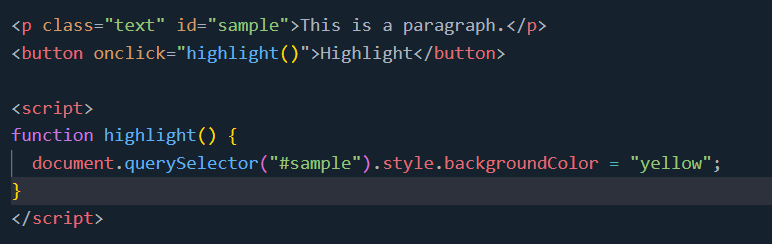 <p class="text" id="sample">This is a paragraph.</p>
<button onclick="highlight()">Highlight</button>
<script>
function highlight() {
document.querySelector("#sample").style.backgroundColor = "yellow";
}
</script>